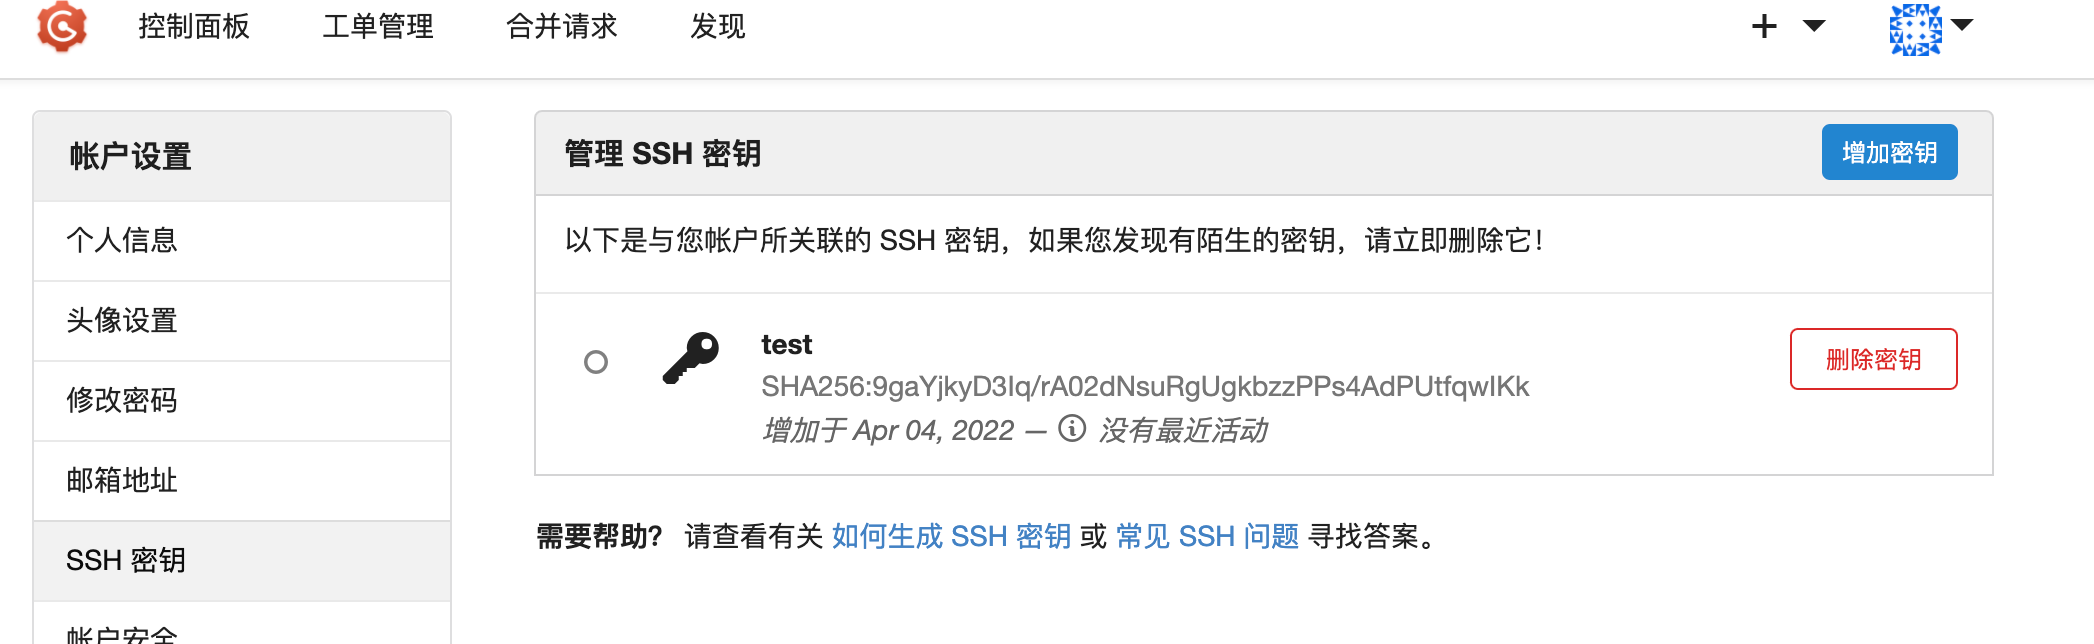 控制面板 工单管理 合并请求 发现
帐户设置
个人信息
头像设置
修改密码
邮箱地址
SSH 密钥
帐户安全
管理 SSH 密钥
增加密钥
以下是与您帐户所关联的 SSH 密钥，如果您发现有陌生的密钥，请立即删除它！
test
删除密钥
SHA256:9gaYjkyD3Iq/rA02dNsuRgUgkbzzPPs4AdPUtfqwIKk
增加于 Apr 04, 2022 — 没有最近活动
需要帮助？ 请查看有关 如何生成 SSH 密钥 或 常见 SSH 问题 寻找答案。